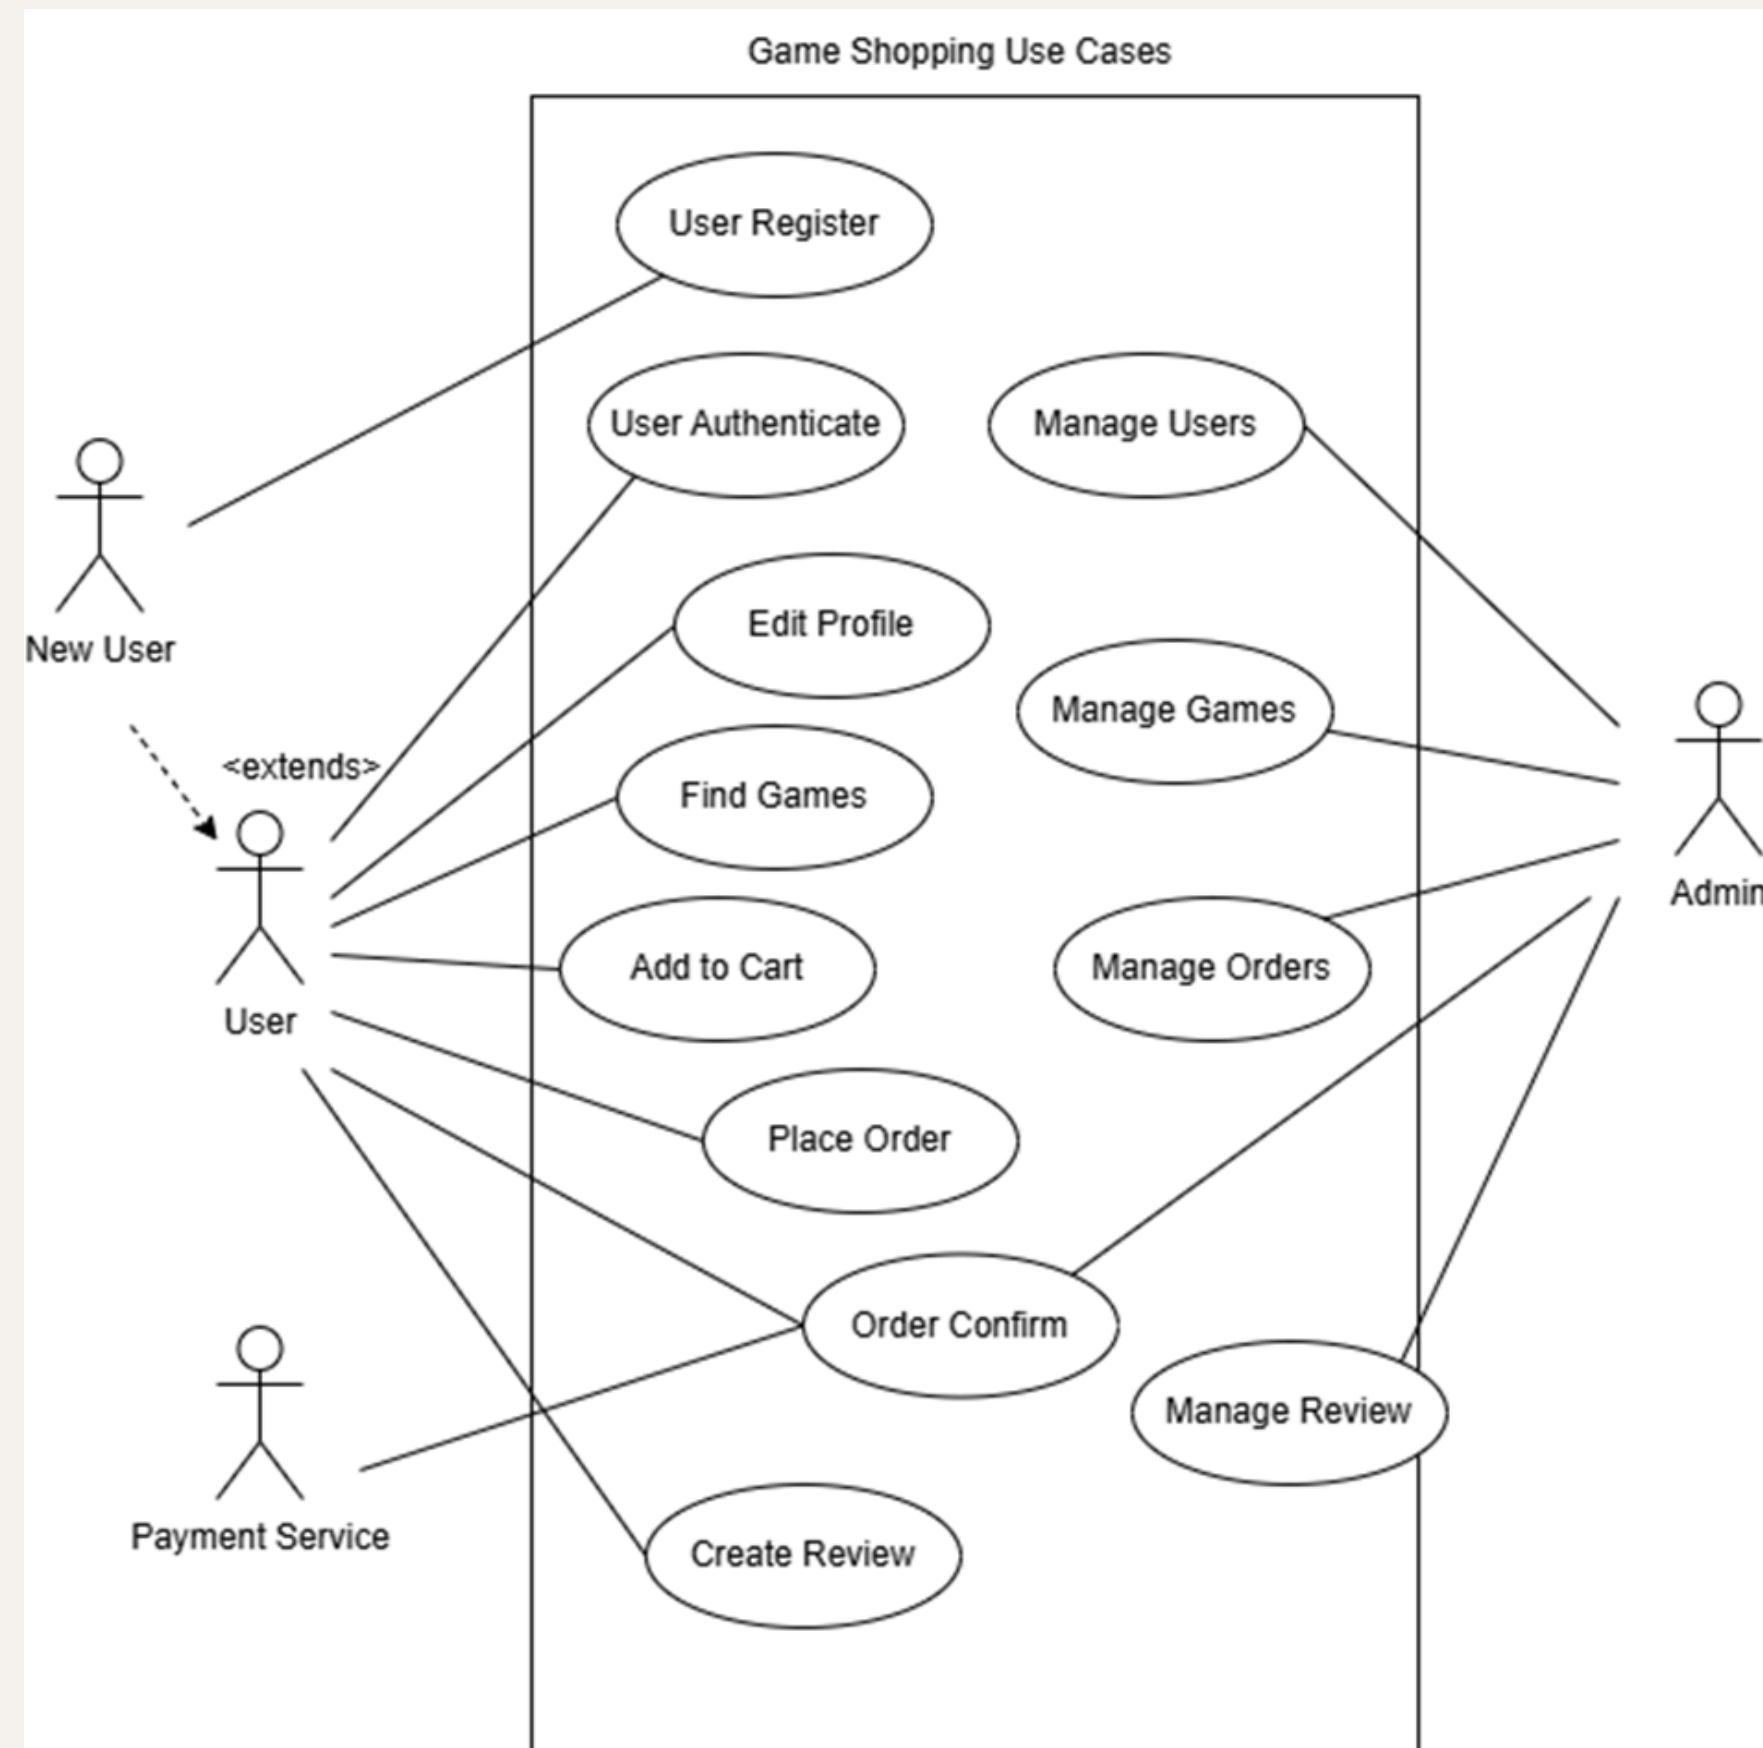 Game Shopping Use Cases
User Register
User Authenticate
Manage Users
New User
Edit Profile
Manage Games
<extends>
Find Games
Admin
User
Add to Cart
Manage Orders
Place Order
Order Confirm
Manage Review
Payment Service
Create Review